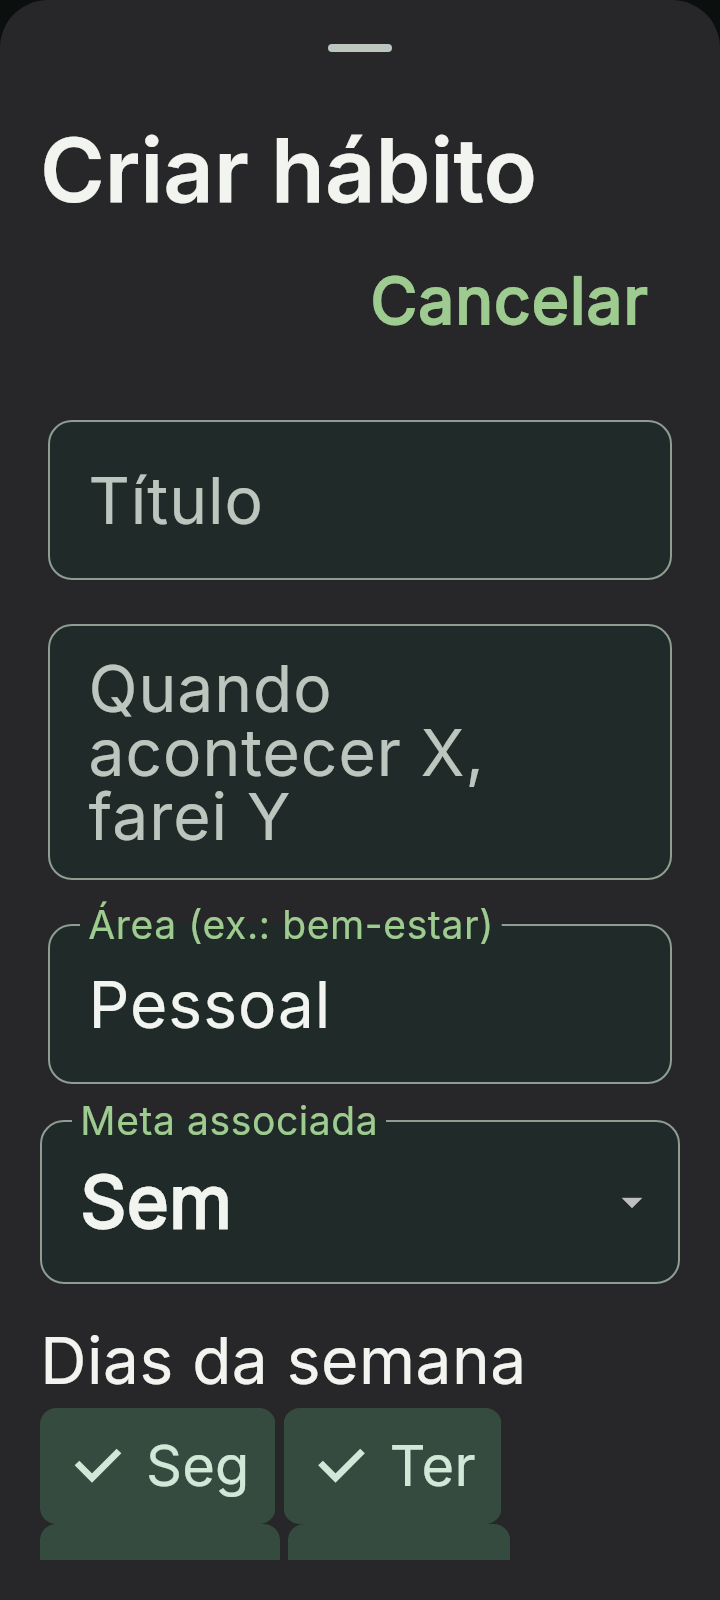 Criar hábito
Cancelar
Título
Quando
acontecer X,
farei Y
Área (ex.: bem-estar)
Pessoal
Meta associada
Sem
Dias da semana
Seg
Ter